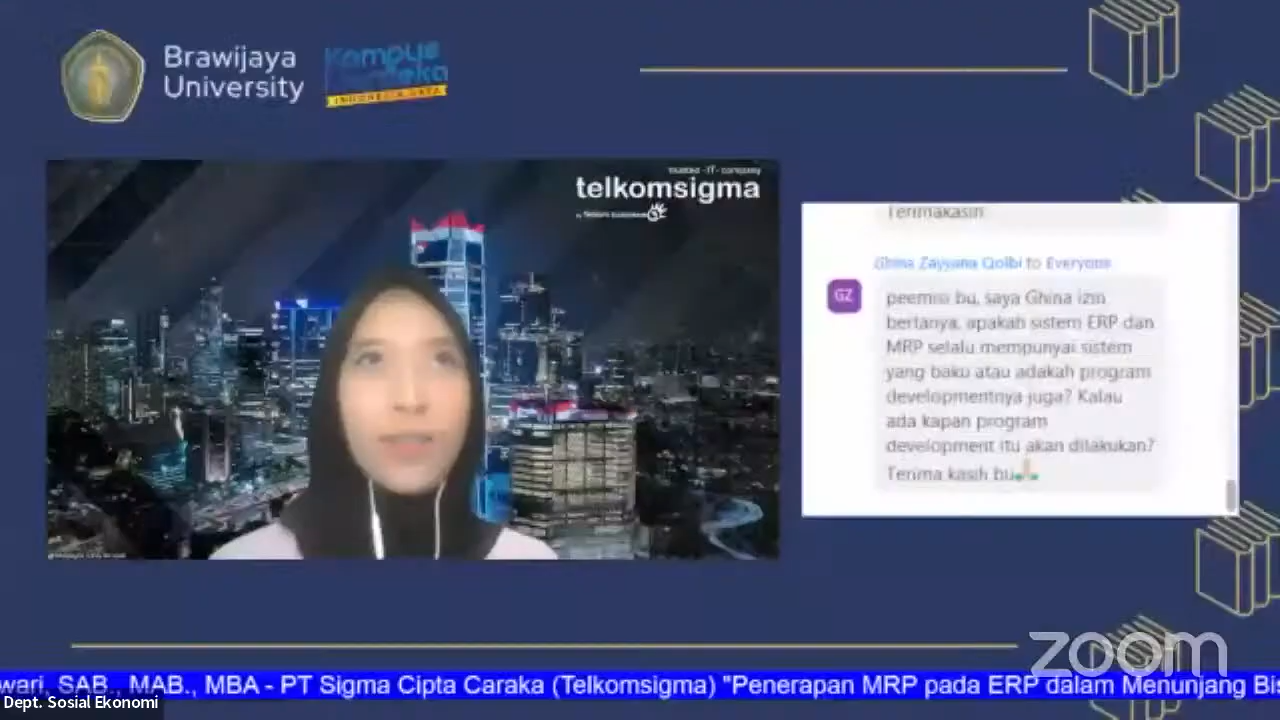 Brawijaya
University
Kampus
Merdeka
INDONESIA JAYA
telkomsigma
Terimakasih
Ghina Zayyana Qolbi to Everyone
GZ
peemisi bu, saya Ghina izin
bertanya, apakah sistem ERP dan
MRP selalu mempunyai sistem
yang baku atau adakah program
developmentnya juga? Kalau
ada kapan program
development itu akan dilakukan?
Terima kasih bu🙏
zoom
wari, SAB., MAB., MBA - PT Sigma Cipta Caraka (Telkomsigma) "Penerapan MRP pada ERP dalam Menunjang Bis
Dept. Sosial Ekonomi